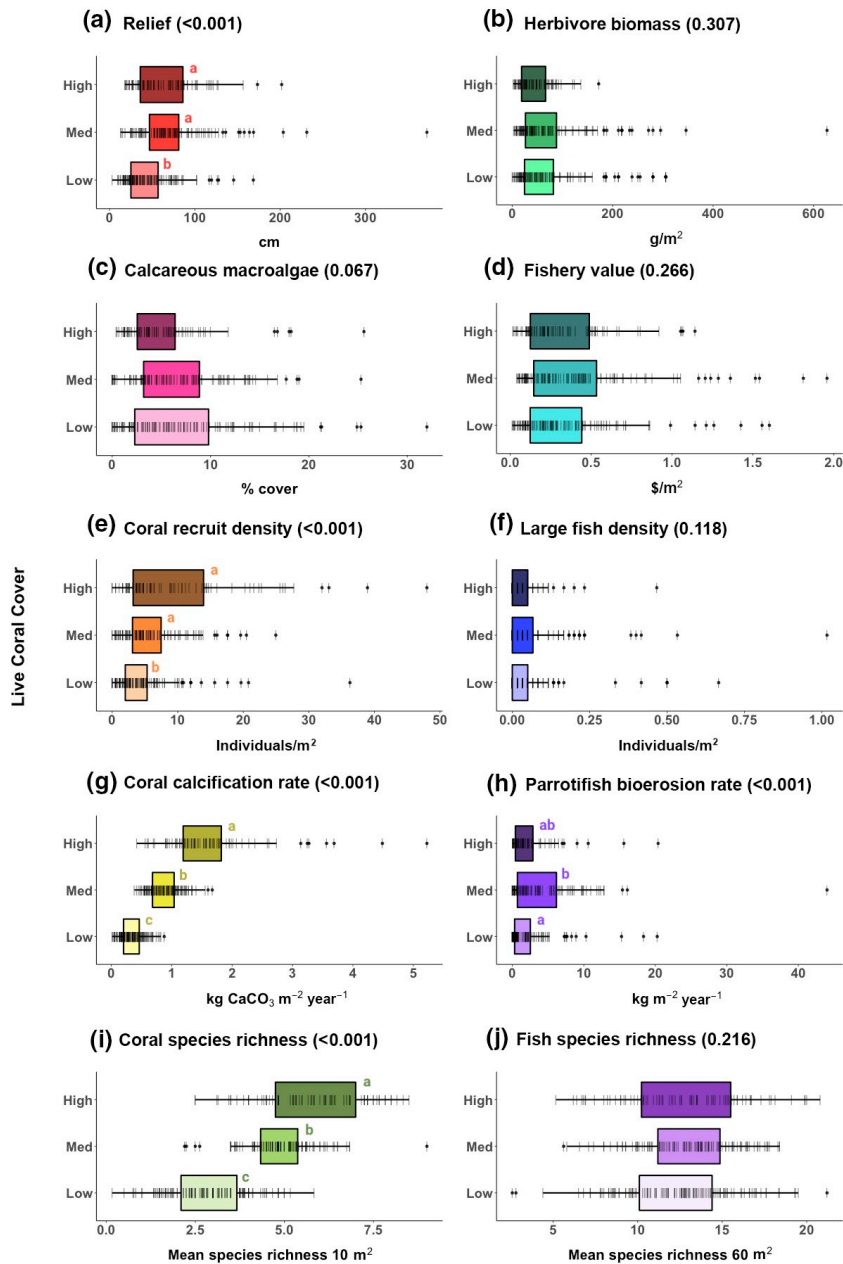 (a) Relief (<0.001)
a
High
a
Med
b
Low
0 100 200 300
cm
(b) Herbivore biomass (0.307)
High
Med
Low
0 200 400 600
g/m²
(c) Calcareous macroalgae (0.067)
High
Med
Low
0 10 20 30
% cover
(d) Fishery value (0.266)
High
Med
Low
0.0 0.5 1.0 1.5 2.0
$/m²
Live Coral Cover
(e) Coral recruit density (<0.001)
a
High
a
Med
b
Low
0 10 20 30 40 50
Individuals/m²
(f) Large fish density (0.118)
High
Med
Low
0.00 0.25 0.50 0.75 1.00
Individuals/m²
(g) Coral calcification rate (<0.001)
a
High
b
Med
c
Low
0 1 2 3 4 5
kg CaCO₃ m⁻² year⁻¹
(h) Parrotifish bioerosion rate (<0.001)
ab
High
b
Med
a
Low
0 20 40
kg m⁻² year⁻¹
(i) Coral species richness (<0.001)
a
High
b
Med
c
Low
0.0 2.5 5.0 7.5
Mean species richness 10 m²
(j) Fish species richness (0.216)
High
Med
Low
5 10 15 20
Mean species richness 60 m²